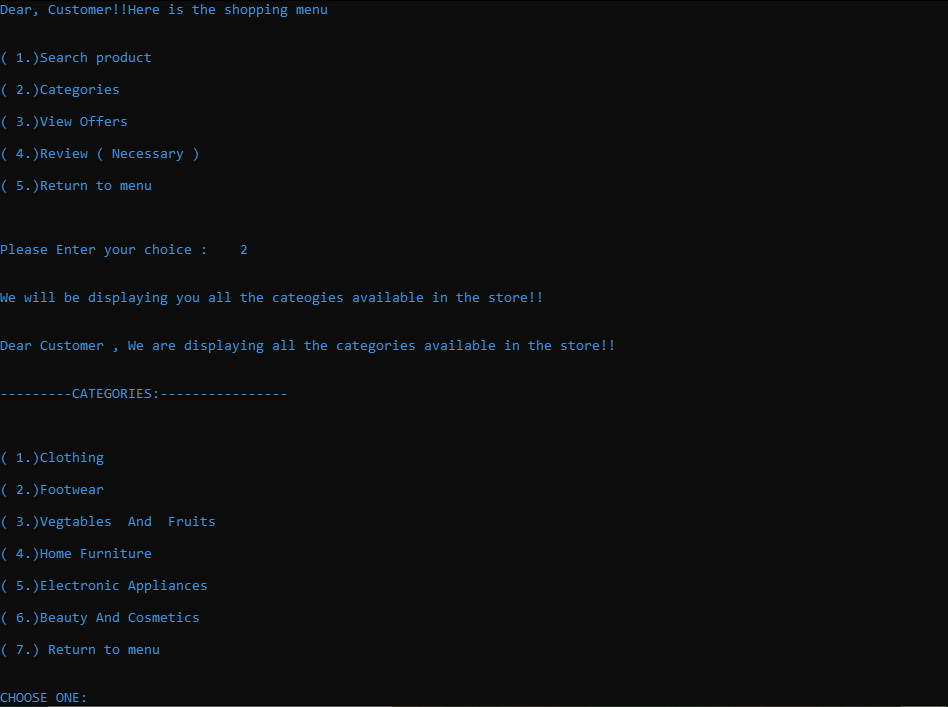 Dear, Customer!!Here is the shopping menu
( 1.)Search product
( 2.)Categories
( 3.)View Offers
( 4.)Review ( Necessary )
( 5.)Return to menu
Please Enter your choice :    2
We will be displaying you all the cateogies available in the store!!
Dear Customer , We are displaying all the categories available in the store!!
---------CATEGORIES:----------------
( 1.)Clothing
( 2.)Footwear
( 3.)Vegtables  And  Fruits
( 4.)Home Furniture
( 5.)Electronic Appliances
( 6.)Beauty And Cosmetics
( 7.) Return to menu
CHOOSE ONE: